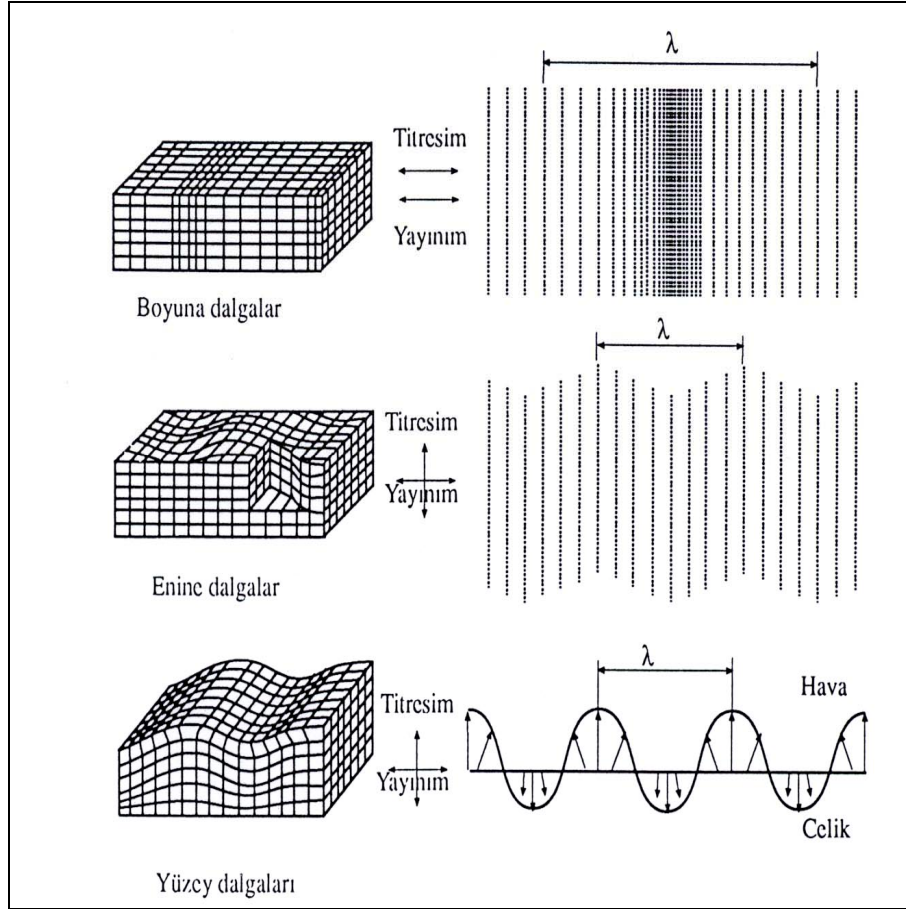 λ
Titresim
Yayınım
Boyuna dalgalar
λ
Titresim
Yayınım
Enine dalgalar
λ
Titresim
Hava
Yayınım
Celik
Yüzey dalgaları